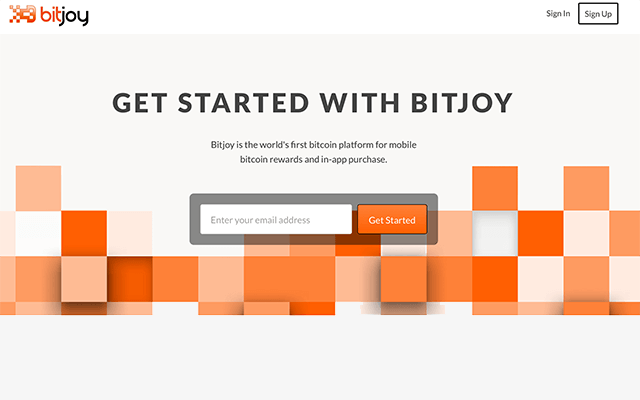 bitjoy
Sign In
Sign Up
GET STARTED WITH BITJOY
Bitjoy is the world's first bitcoin platform for mobile
bitcoin rewards and in-app purchase.
Enter your email address
Get Started